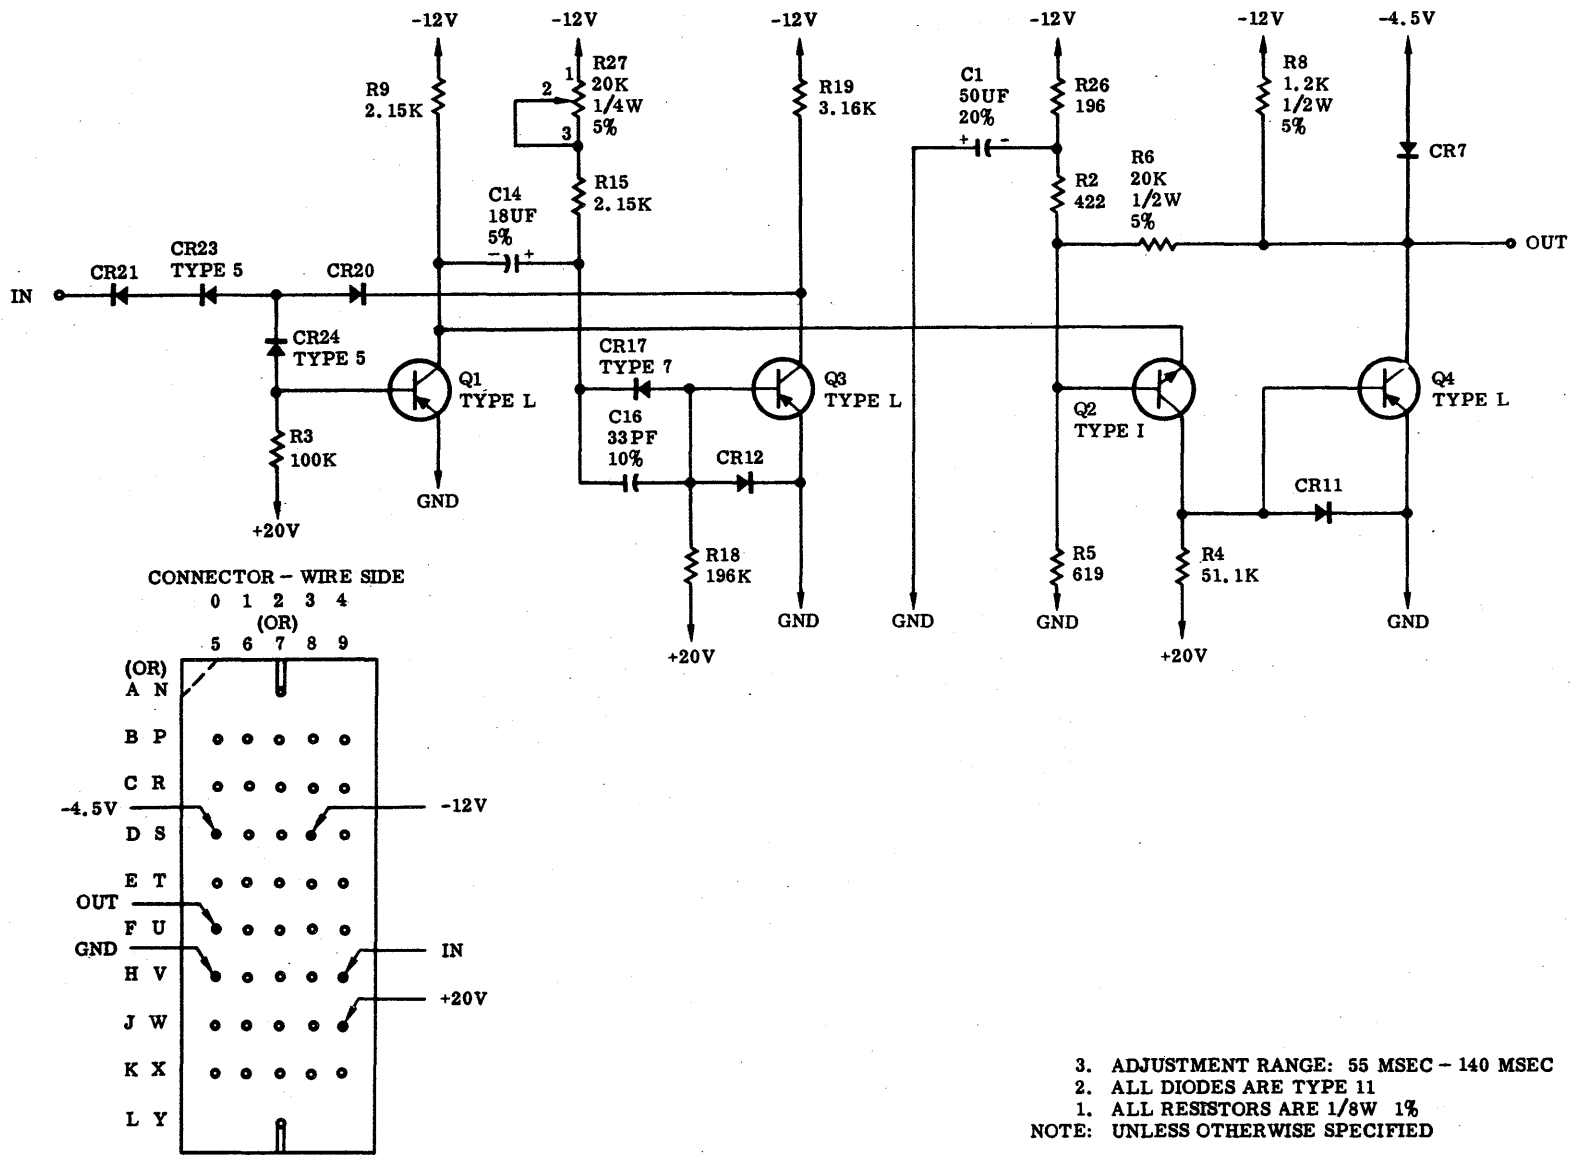 -12V
-12V
-12V
-12V
-12V
-4.5V
R9
2.15K
1
2
3
R27
20K
1/4W
5%
R19
3.16K
C1
50UF
20%
+ -
R26
196
R8
1.2K
1/2W
5%
CR7
C14
18UF
5%
- +
R15
2.15K
R2
422
R6
20K
1/2W
5%
OUT
IN
CR21
CR23
TYPE 5
CR20
CR24
TYPE 5
Q1
TYPE L
CR17
TYPE 7
Q3
TYPE L
Q2
TYPE I
Q4
TYPE L
C16
33PF
10%
CR12
CR11
R3
100K
GND
+20V
R18
196K
R5
619
R4
51.1K
GND
GND
GND
GND
+20V
+20V
CONNECTOR - WIRE SIDE
0 1 2 3 4
(OR)
5 6 7 8 9
(OR)
A N
B P
C R
-4.5V
-12V
D S
E T
OUT
F U
GND
IN
H V
+20V
J W
K X
L Y
3. ADJUSTMENT RANGE: 55 MSEC - 140 MSEC
2. ALL DIODES ARE TYPE 11
1. ALL RESISTORS ARE 1/8W 1%
NOTE: UNLESS OTHERWISE SPECIFIED